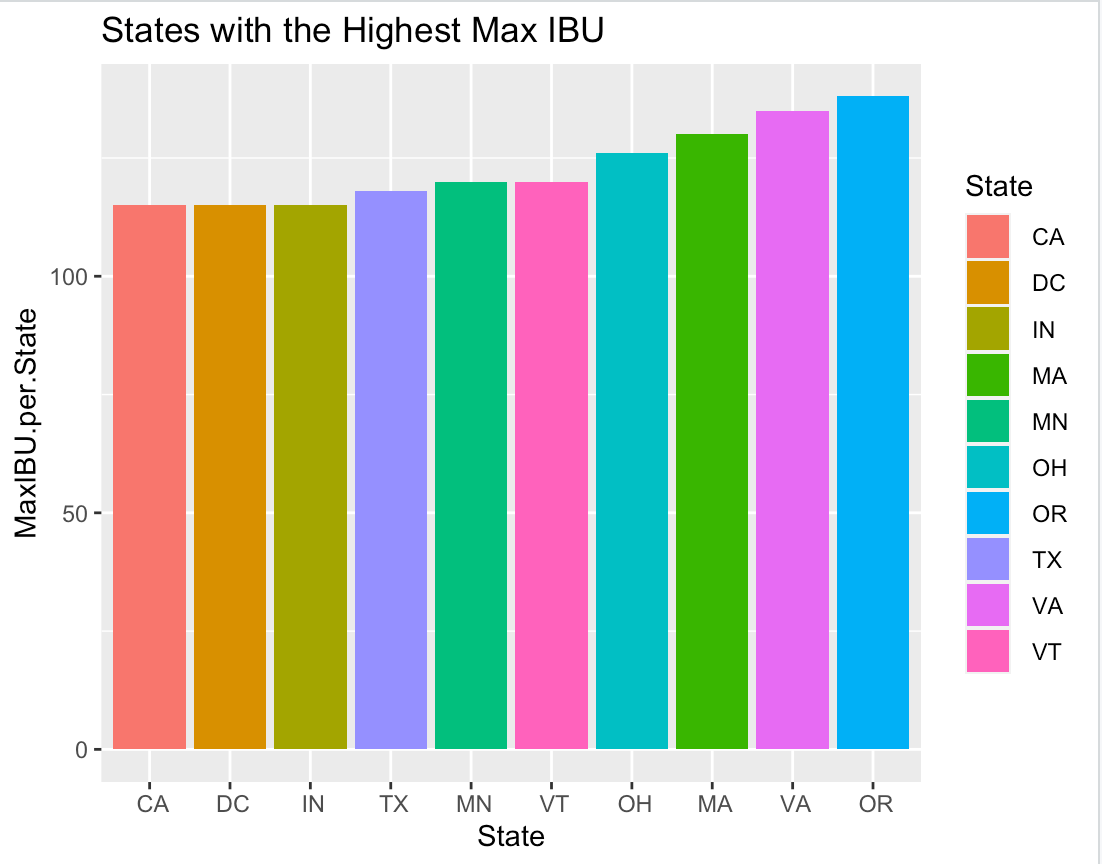 States with the Highest Max IBU
MaxIBU.per.State
100
50
0
CA DC IN TX MN VT OH MA VA OR
State
State
CA
DC
IN
MA
MN
OH
OR
TX
VA
VT